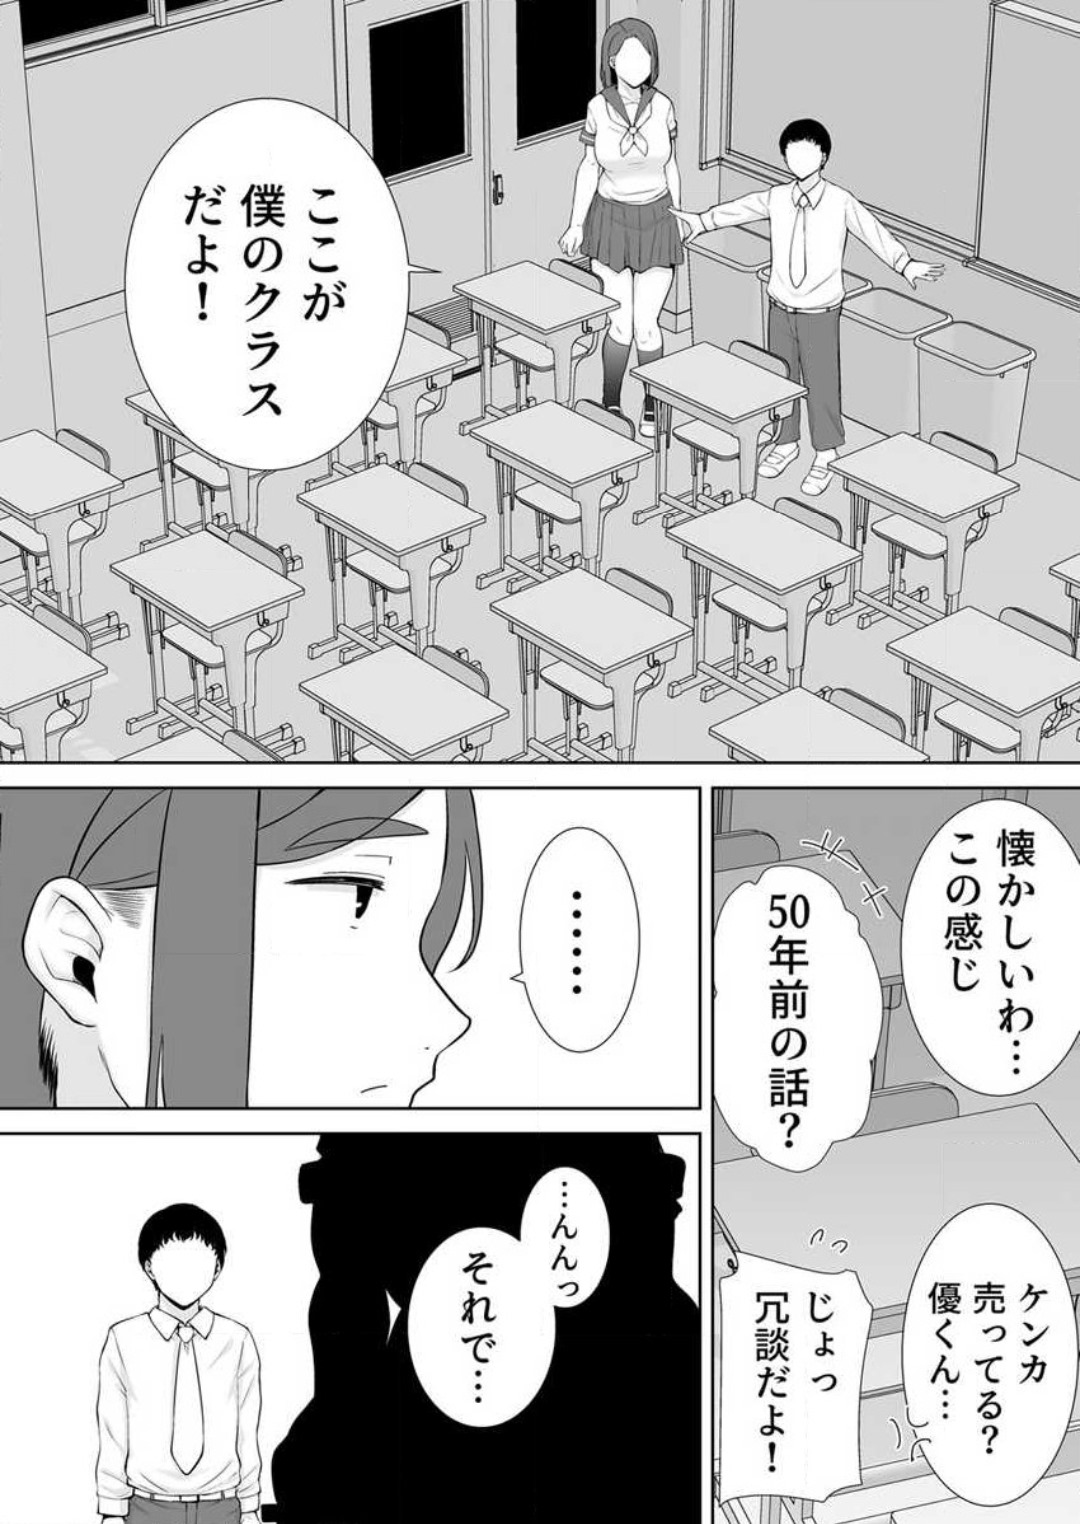 ここが
僕のクラス
だよ！
懐かしいわ…
この感じ
50年前の話？
ケンカ
売ってる？
優くん…
じょっ
冗談だよ！
……
…んんっ
それで…